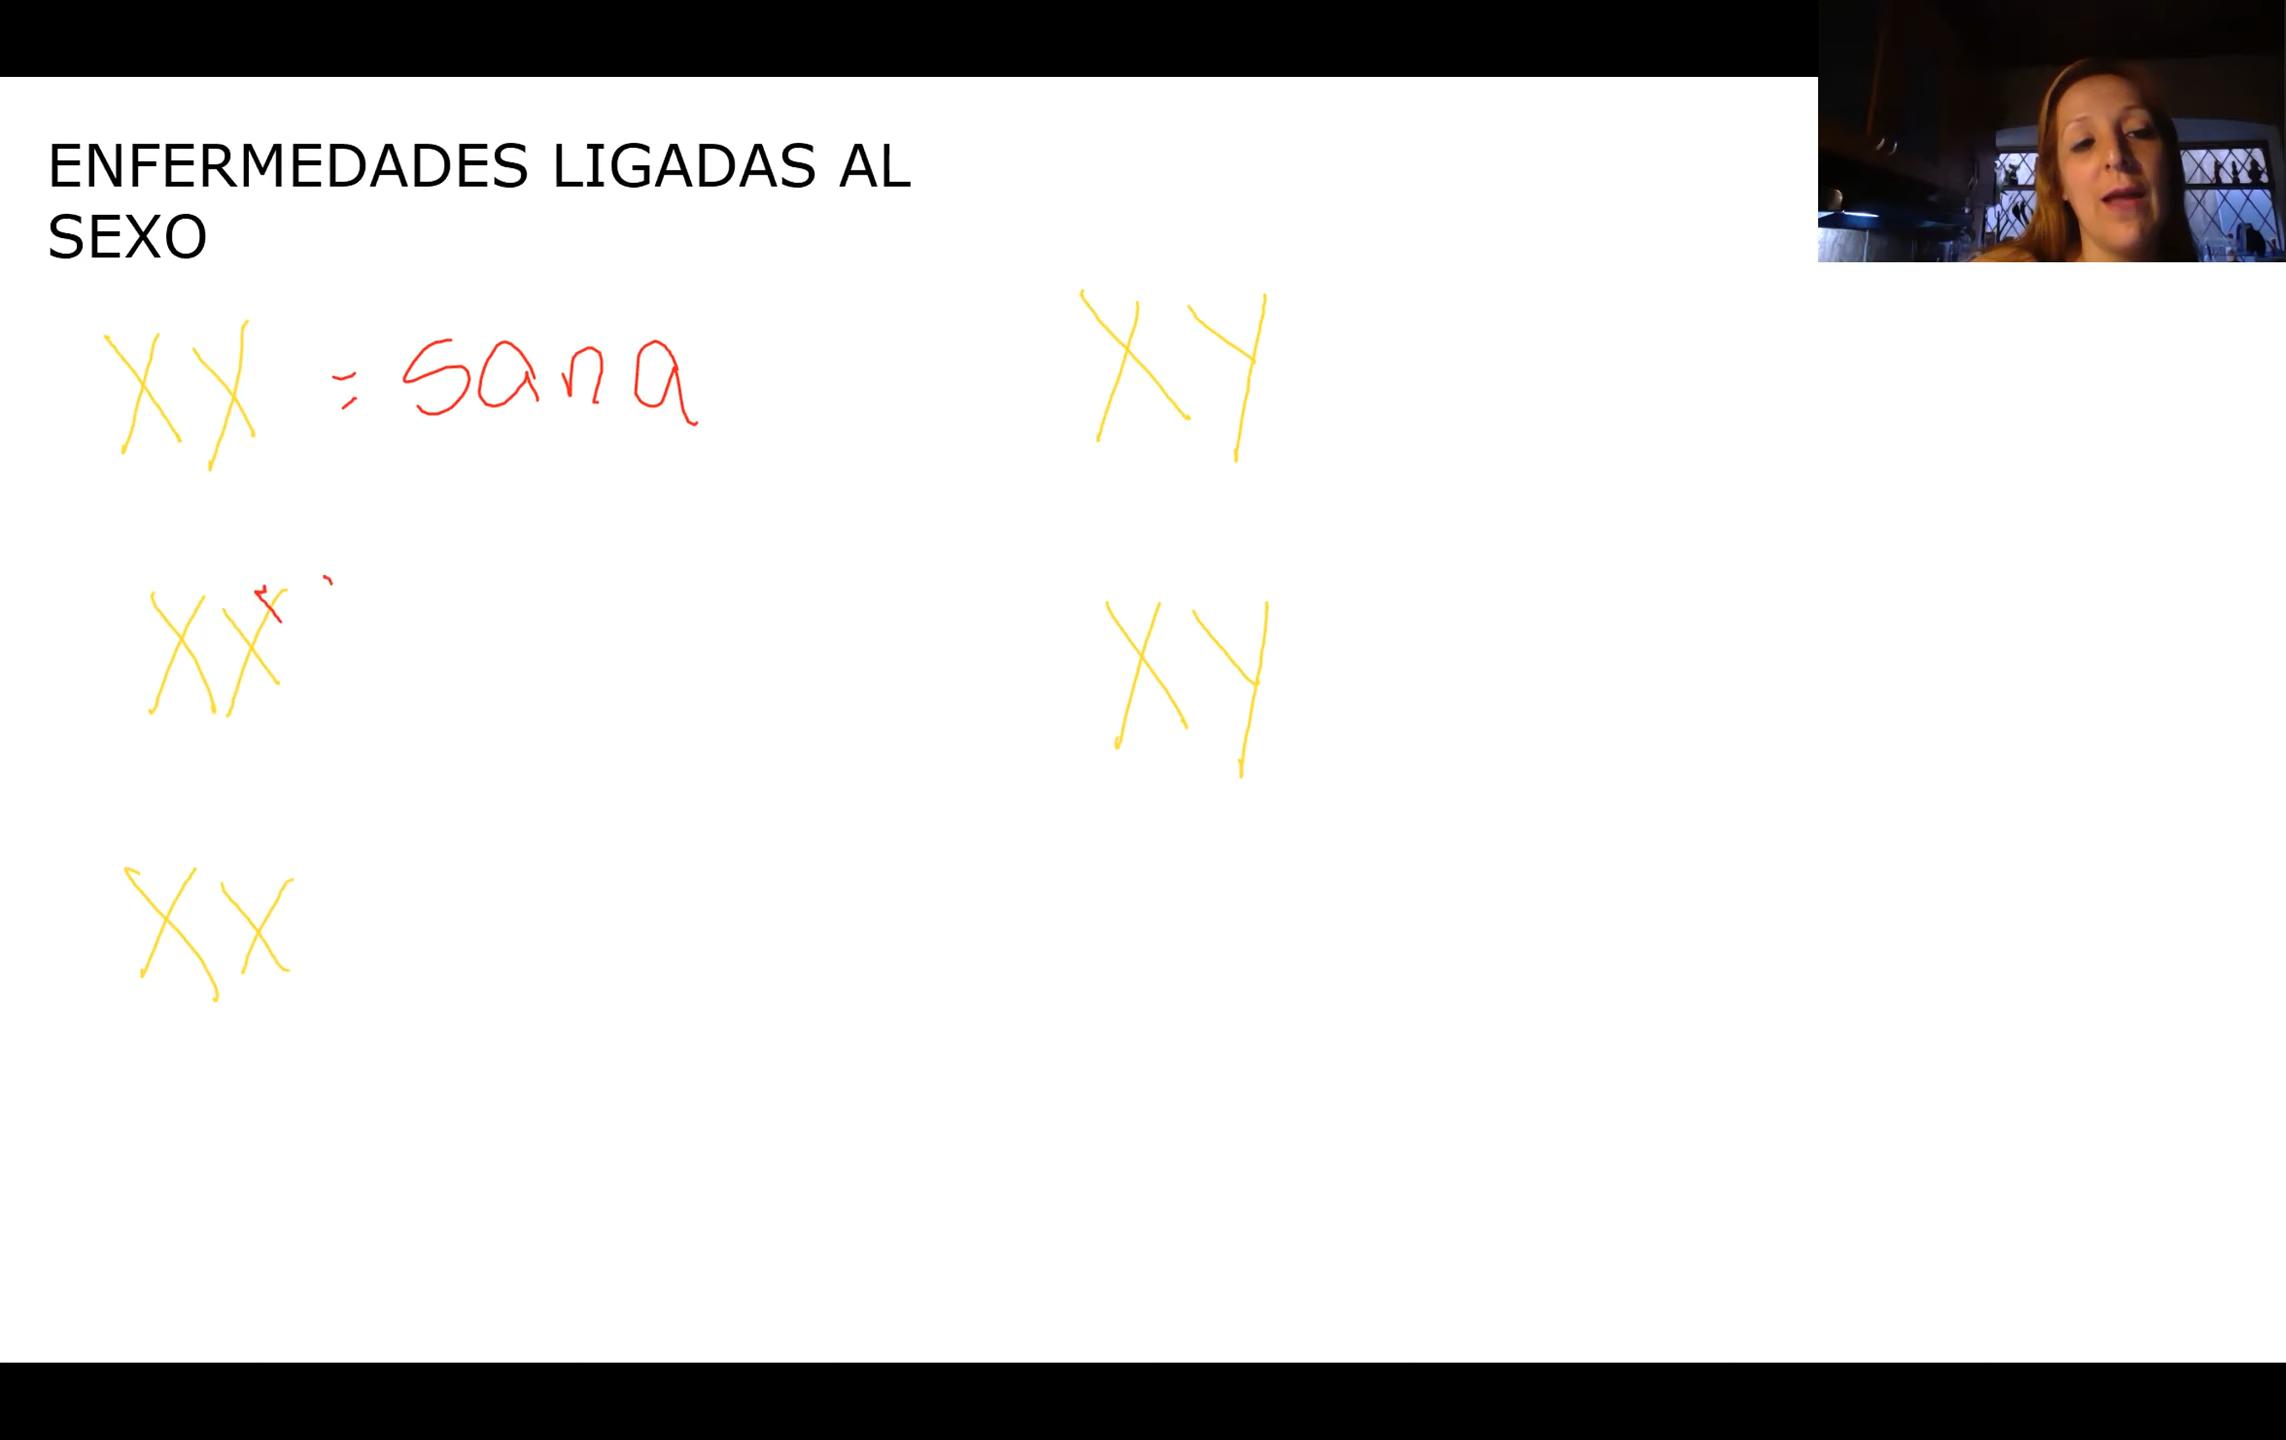 ENFERMEDADES LIGADAS AL
SEXO
XX = sana
XY
XX
XY
XX